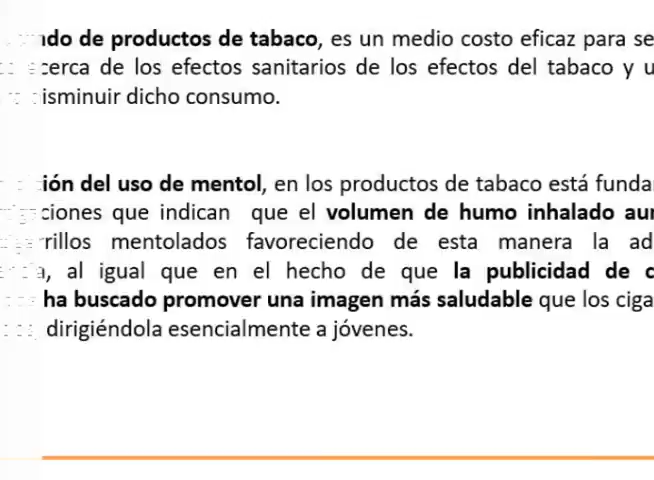 de productos de tabaco, es un medio costo eficaz para se
cerca de los efectos sanitarios de los efectos del tabaco y u
isminuir dicho consumo.
ión del uso de mentol, en los productos de tabaco está funda
ciones que indican que el volumen de humo inhalado au
rillos mentolados favoreciendo de esta manera la ad
al igual que en el hecho de que la publicidad de c
ha buscado promover una imagen más saludable que los ciga
dirigiéndola esencialmente a jóvenes.